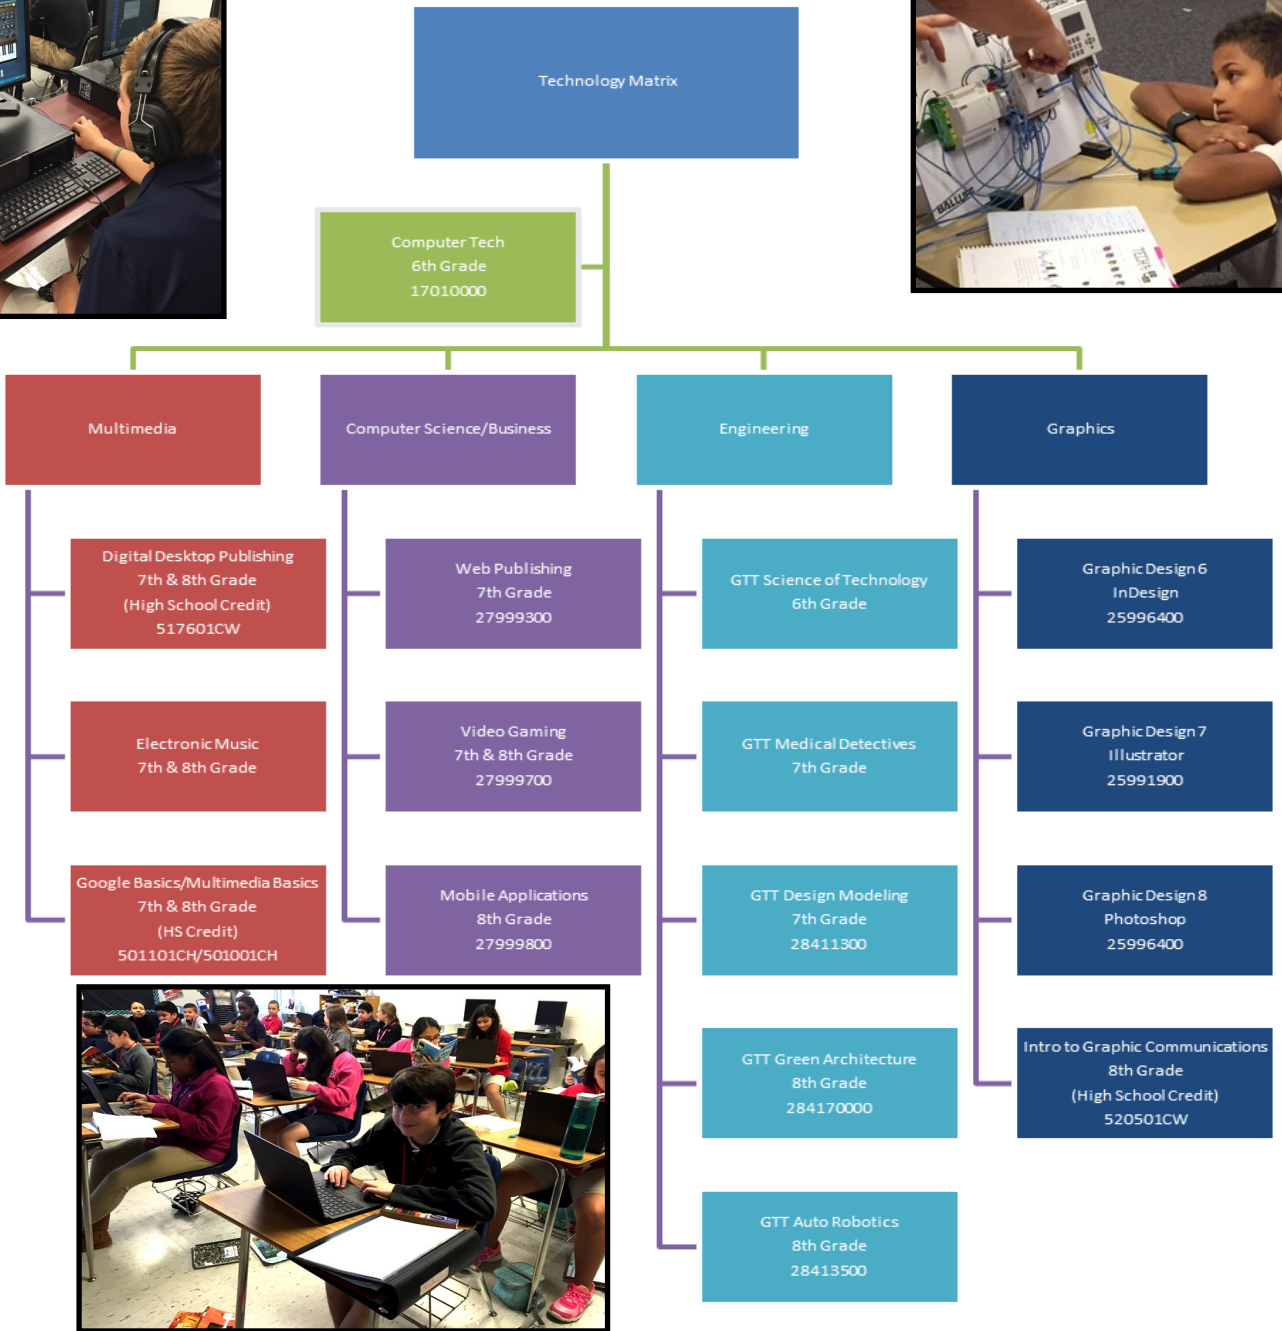 Technology Matrix
Computer Tech
6th Grade
17010000
Multimedia
Digital Desktop Publishing
7th & 8th Grade
(High School Credit)
517601CW
Electronic Music
7th & 8th Grade
Google Basics/Multimedia Basics
7th & 8th Grade
(HS Credit)
501101CH/501001CH
Computer Science/Business
Web Publishing
7th Grade
27999300
Video Gaming
7th & 8th Grade
27999700
Mobile Applications
8th Grade
27999800
Engineering
GTT Science of Technology
6th Grade
GTT Medical Detectives
7th Grade
GTT Design Modeling
7th Grade
28411300
GTT Green Architecture
8th Grade
284170000
GTT Auto Robotics
8th Grade
28413500
Graphics
Graphic Design 6
InDesign
25996400
Graphic Design 7
Illustrator
25991900
Graphic Design 8
Photoshop
25996400
Intro to Graphic Communications
8th Grade
(High School Credit)
520501CW
BALLUFF